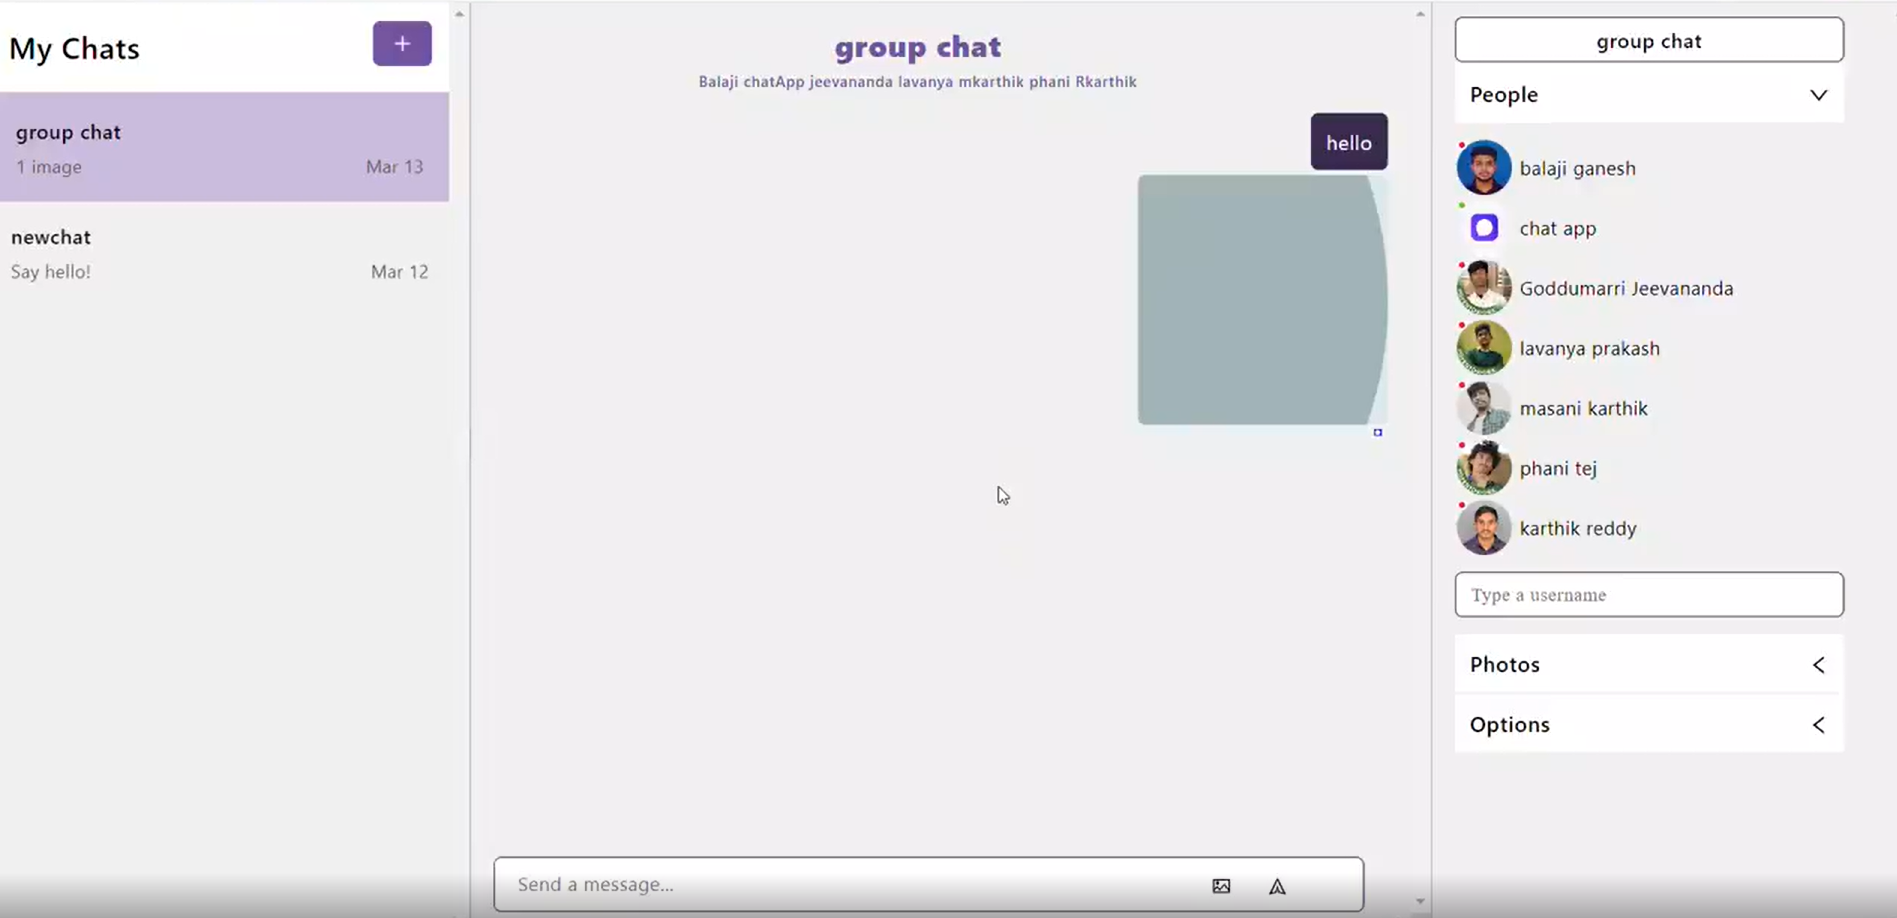 My Chats
+
group chat
1 image Mar 13
newchat
Say hello! Mar 12
group chat
Balaji chatApp jeevananda lavanya mkarthik phani Rkarthik
hello
Send a message...
group chat
People
balaji ganesh
chat app
Goddumarri Jeevananda
lavanya prakash
masani karthik
phani tej
karthik reddy
Type a username
Photos
Options